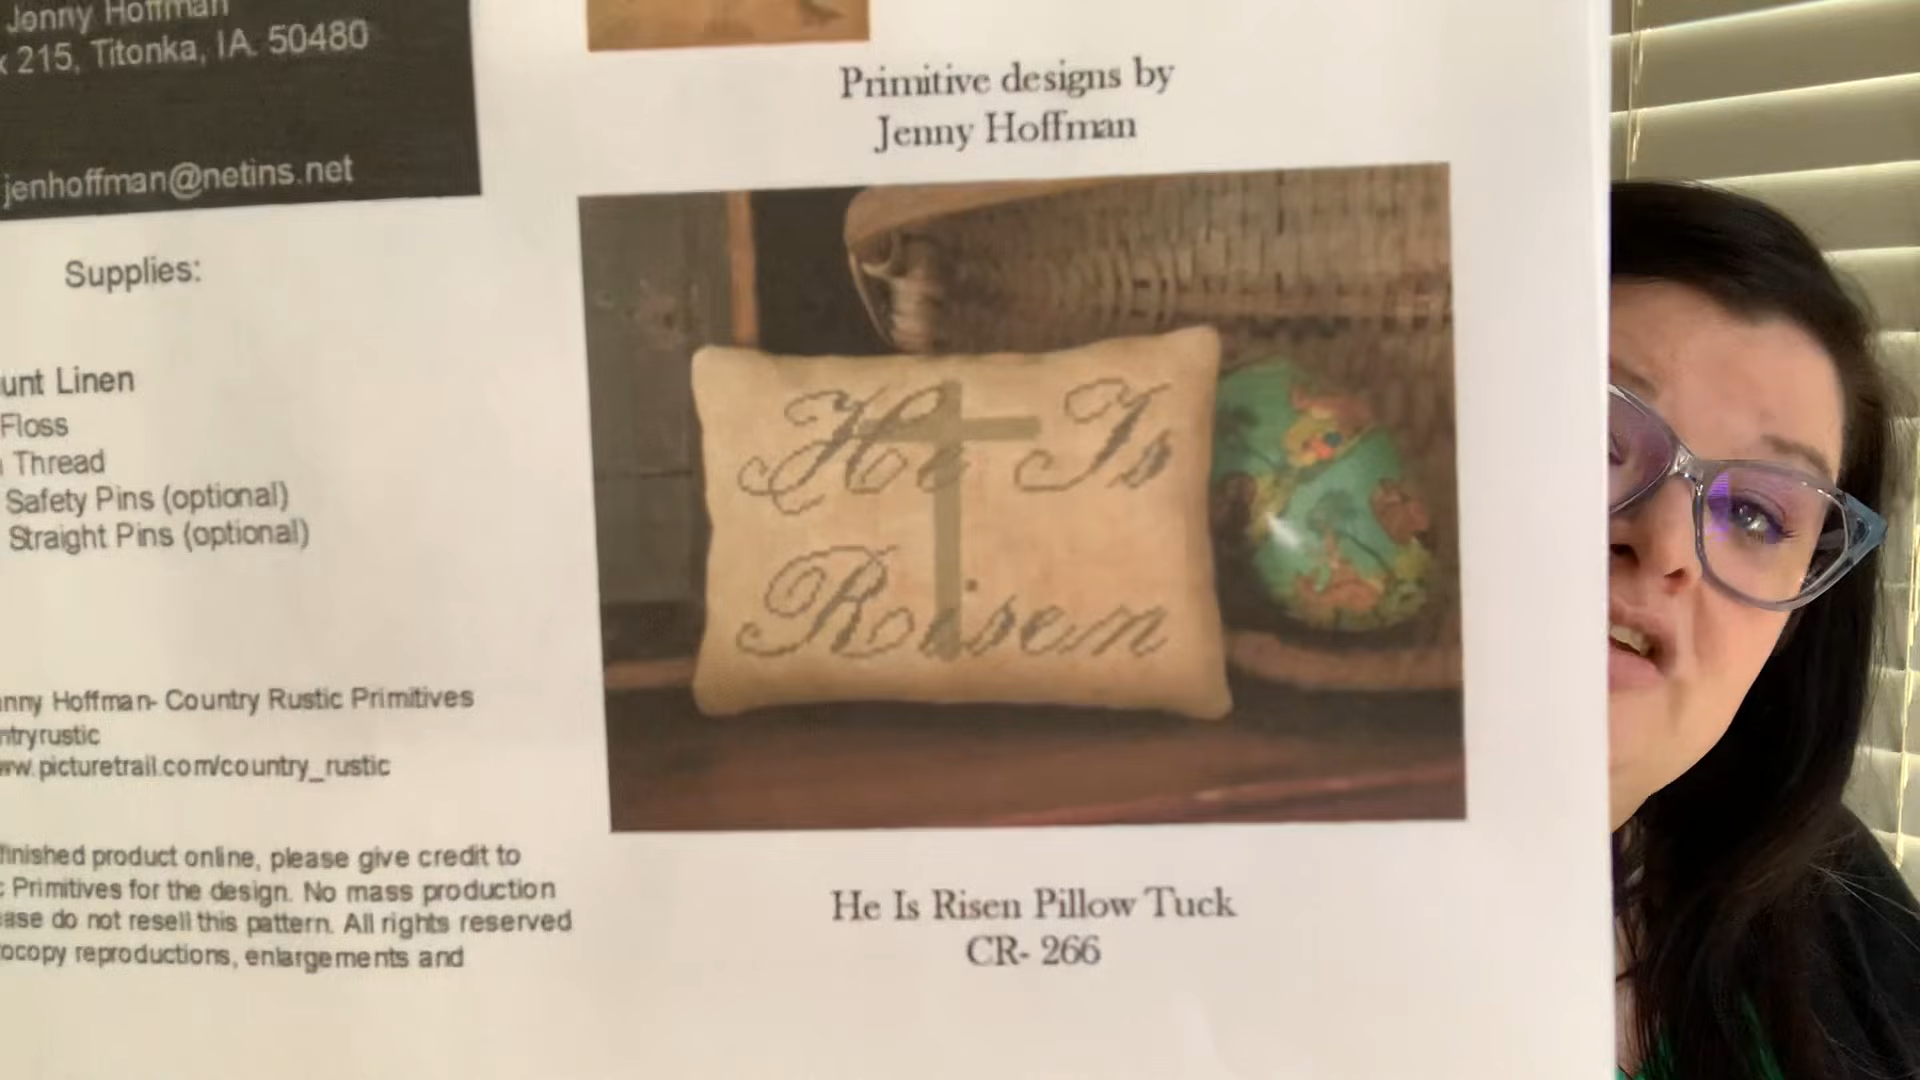 Jenny Hoffman
215, Titonka, IA. 50480
jenhoffman@netins.net
Supplies:
Linen
Floss
Thread
Safety Pins (optional)
Straight Pins (optional)
Hoffman- Country Rustic Primitives
www.picturetrail.com/country_rustic
finished product online, please give credit to
Primitives for the design. No mass production
do not resell this pattern. All rights reserved
reproductions, enlargements and
Primitive designs by
Jenny Hoffman
He Is
Risen
He Is Risen Pillow Tuck
CR- 266